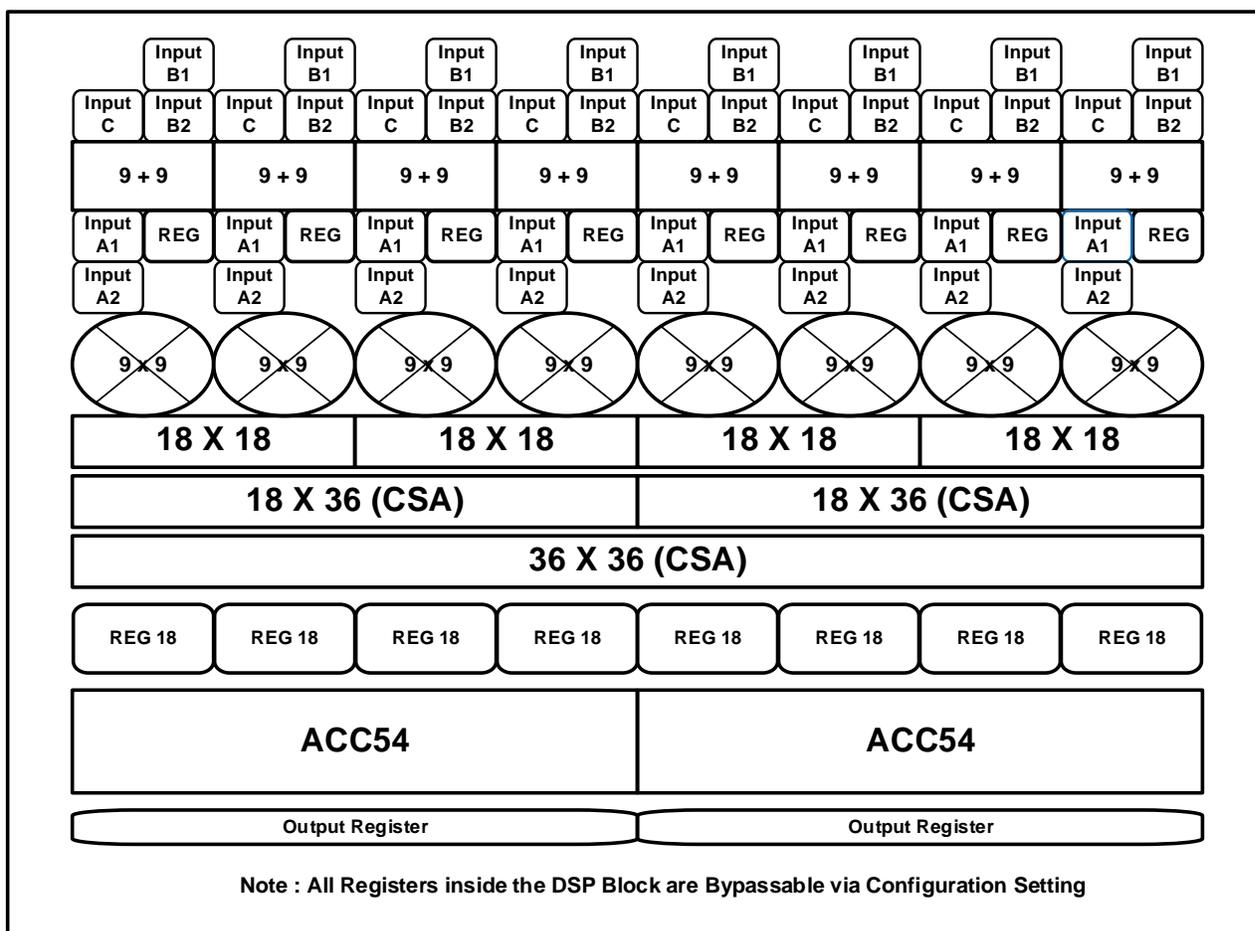 Input Input Input Input Input Input Input Input
B1 B1 B1 B1 B1 B1 B1 B1
Input Input Input Input Input Input Input Input Input Input Input Input Input Input Input Input
C B2 C B2 C B2 C B2 C B2 C B2 C B2 C B2
9 + 9 9 + 9 9 + 9 9 + 9 9 + 9 9 + 9 9 + 9 9 + 9
Input REG Input REG Input REG Input REG Input REG Input REG Input REG Input REG
A1 A1 A1 A1 A1 A1 A1 A1
Input Input Input Input Input Input Input Input
A2 A2 A2 A2 A2 A2 A2 A2
9 x 9 9 x 9 9 x 9 9 x 9 9 x 9 9 x 9 9 x 9 9 x 9
18 X 18 18 X 18 18 X 18 18 X 18
18 X 36 (CSA) 18 X 36 (CSA)
36 X 36 (CSA)
REG 18 REG 18 REG 18 REG 18 REG 18 REG 18 REG 18 REG 18
ACC54 ACC54
Output Register Output Register
Note : All Registers inside the DSP Block are Bypassable via Configuration Setting